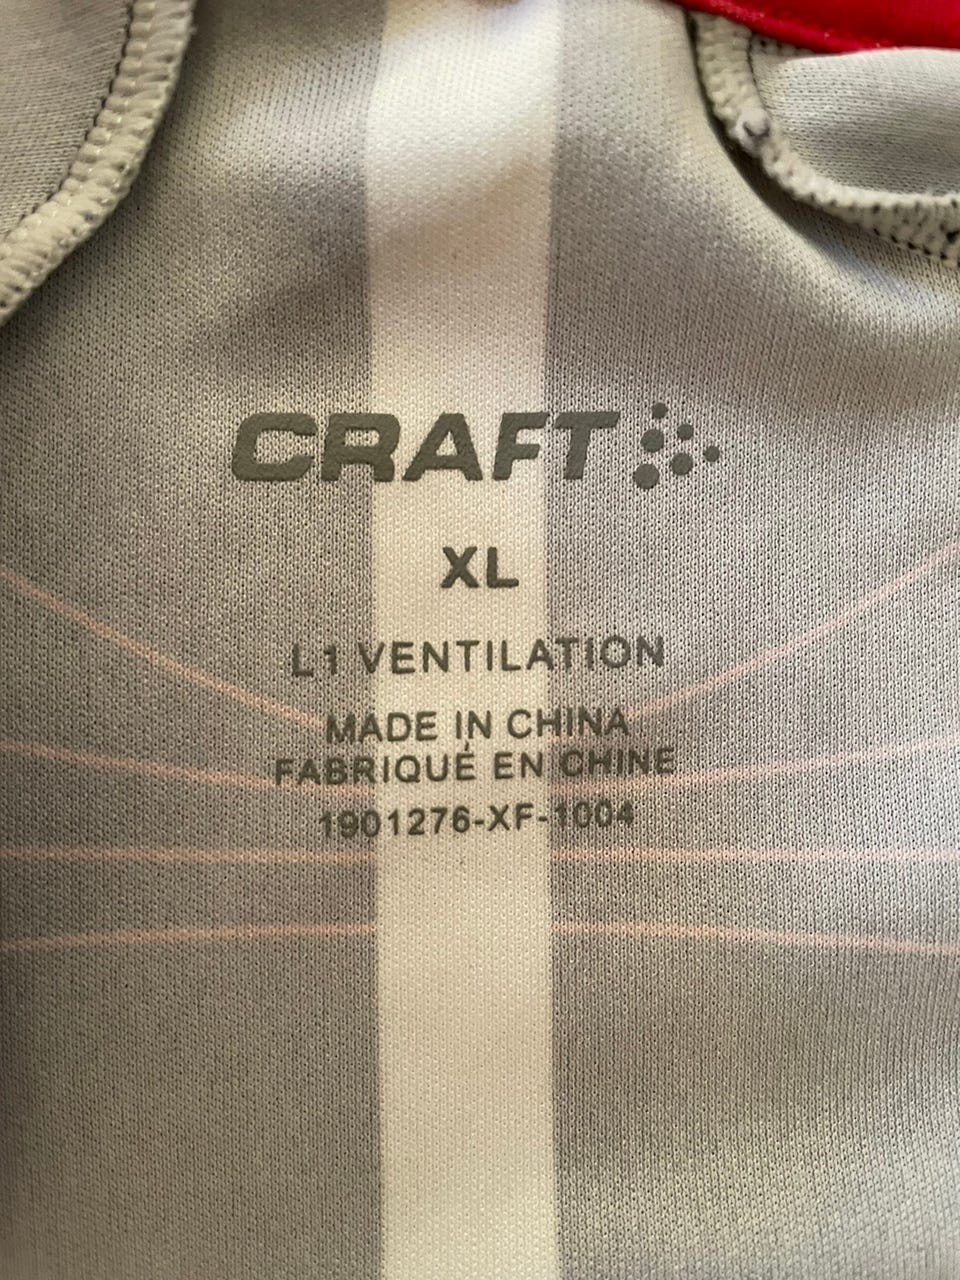 CRAFT
XL
L1 VENTILATION
MADE IN CHINA
FABRIQUÉ EN CHINE
1901276-XF-1004